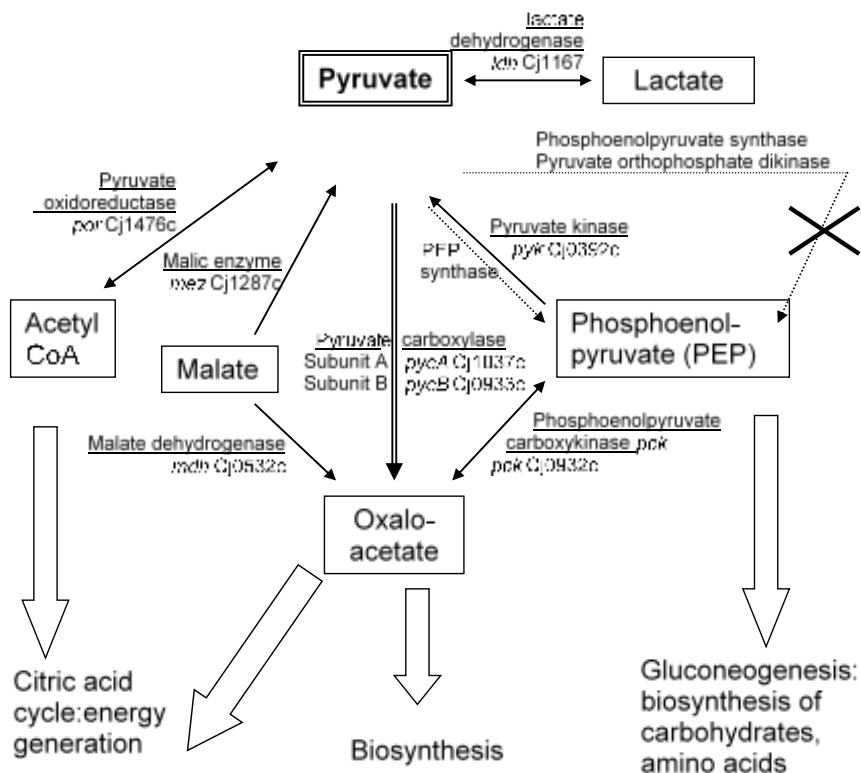 lactate
dehydrogenase
ldh Cj1167
Pyruvate
Lactate
Phosphoenolpyruvate synthase
Pyruvate orthophosphate dikinase
Pyruvate
oxidoreductase
por Cj1476c
Pyruvate kinase
pyk Cj0392c
PEP
synthase
Malic enzyme
mez Cj1287c
Acetyl
CoA
Malate
Pyruvate carboxylase
Subunit A pycA Cj1037c
Subunit B pycB Cj0933c
Phosphoenol-
pyruvate (PEP)
Malate dehydrogenase
mdh Cj0532c
Phosphoenolpyruvate
carboxykinase pck
pck Cj0932c
Oxalo-
acetate
Citric acid
cycle:energy
generation
Biosynthesis
Gluconeogenesis:
biosynthesis of
carbohydrates,
amino acids